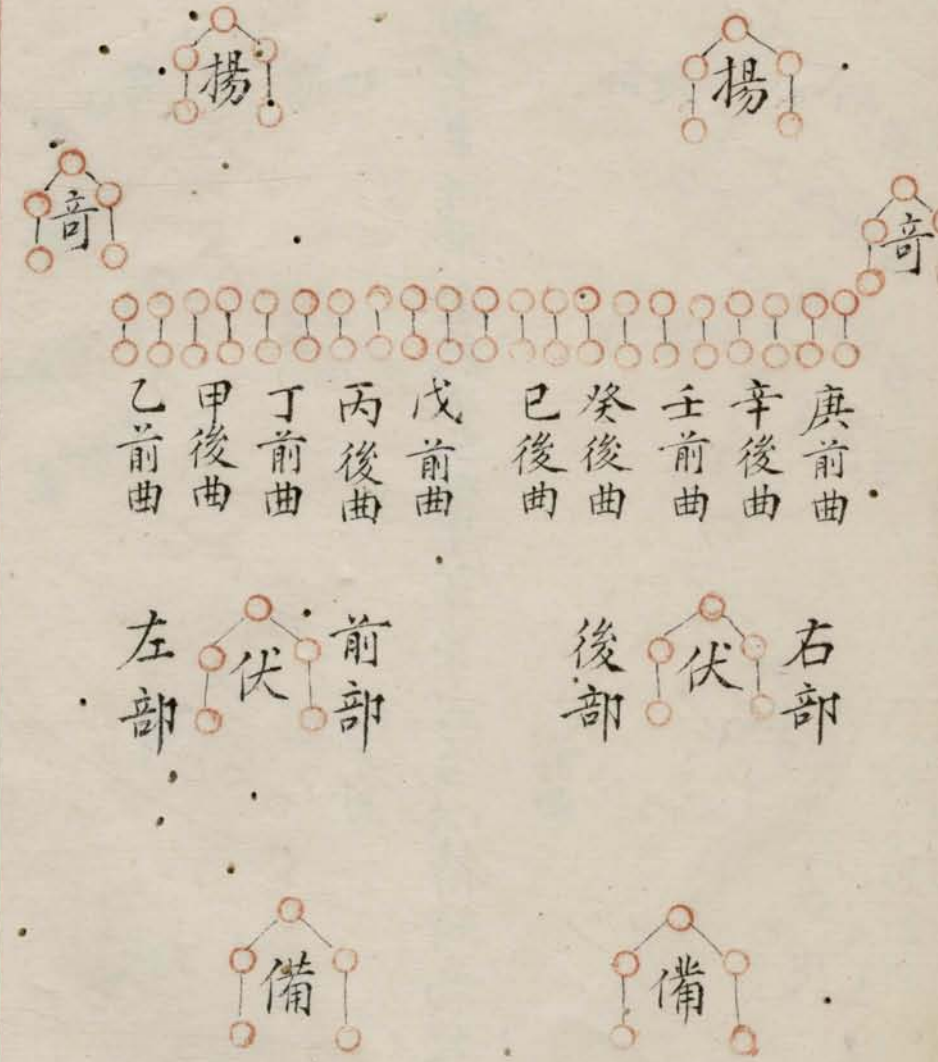 揚
揚
竒
竒
庚前曲
辛後曲
壬前曲
癸後曲
已後曲
戊前曲
丙後曲
丁前曲
甲後曲
乙前曲
右部
伏
後部
前部
伏
左部
備
備